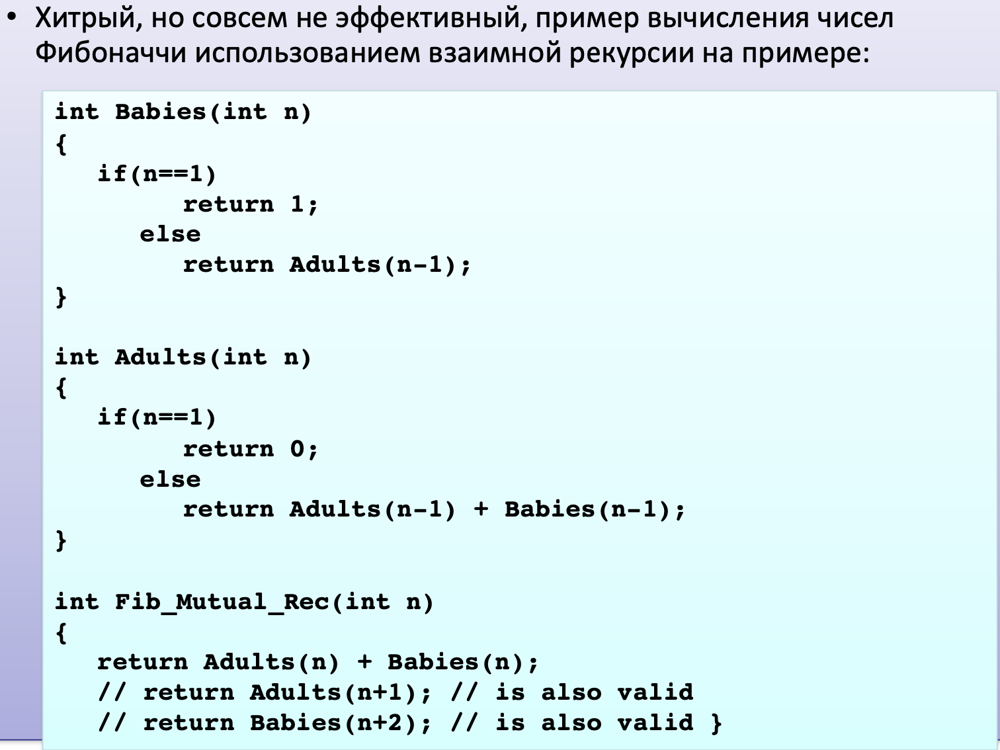 • Хитрый, но совсем не эффективный, пример вычисления чисел
Фибоначчи использованием взаимной рекурсии на примере:
int Babies(int n)
{
if(n==1)
return 1;
else
return Adults(n-1);
}
int Adults(int n)
{
if(n==1)
return 0;
else
return Adults(n-1) + Babies(n-1);
}
int Fib_Mutual_Rec(int n)
{
return Adults(n) + Babies(n);
// return Adults(n+1); // is also valid
// return Babies(n+2); // is also valid }